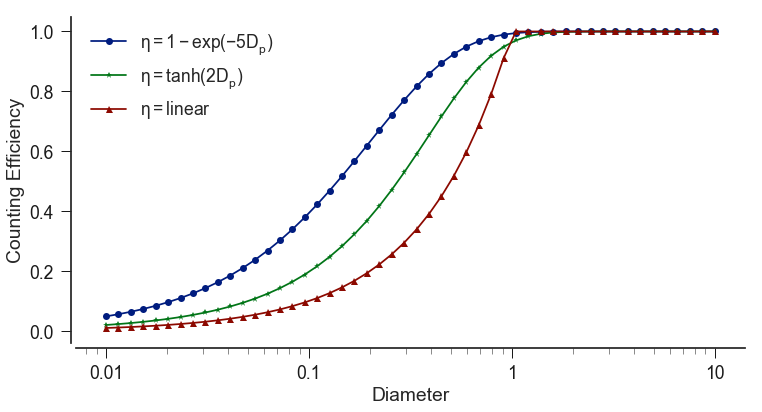 η = 1 − exp(−5Dₚ)
η = tanh(2Dₚ)
η = linear
Counting Efficiency
1.0
0.8
0.6
0.4
0.2
0.0
0.01 0.1 1 10
Diameter